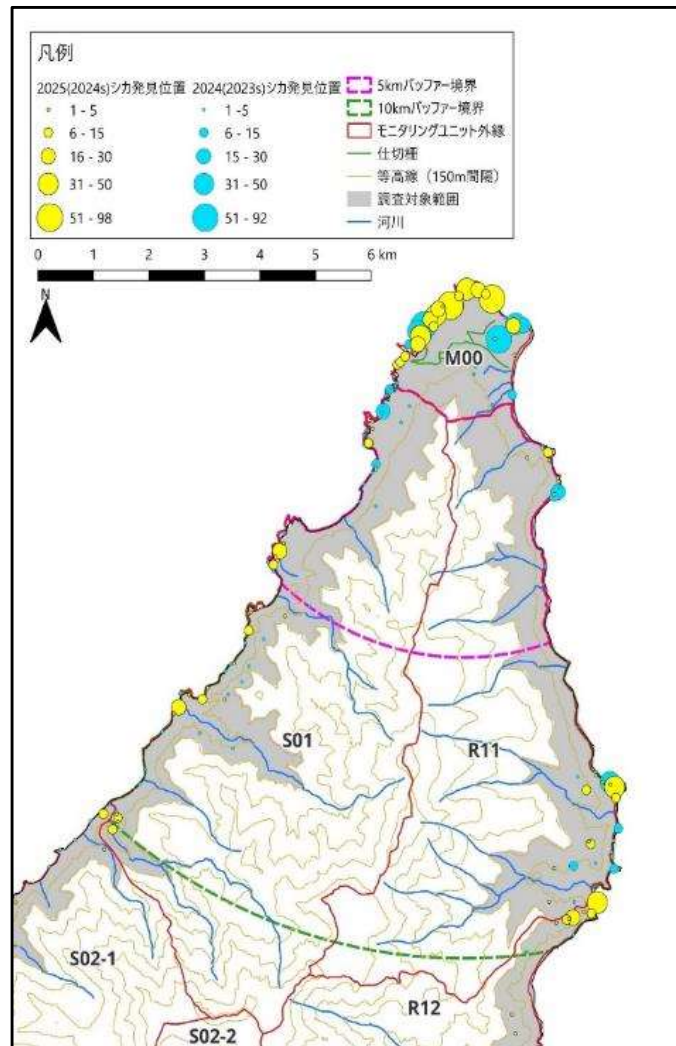 凡例
2025(2024s)シカ発見位置
1 - 5
6 - 15
16 - 30
31 - 50
51 - 98
2024(2023s)シカ発見位置
1 - 5
6 - 15
15 - 30
31 - 50
51 - 92
5kmバッファー境界
10kmバッファー境界
モニタリングユニット外縁
仕切柵
等高線（150m間隔）
調査対象範囲
河川
0 1 2 3 4 5 6 km
N
M00
S01
R11
S02-1
R12
S02-2